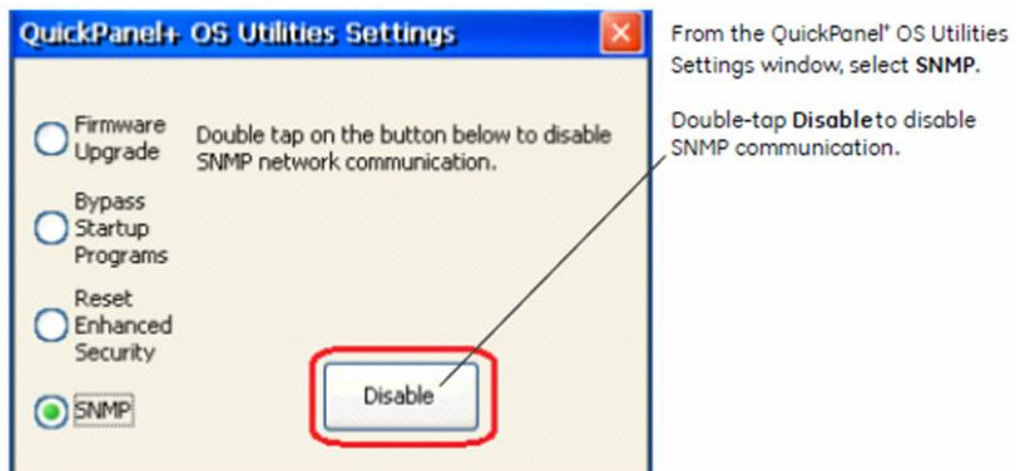 QuickPanel+ OS Utilities Settings
Firmware
Upgrade
Double tap on the button below to disable
SNMP network communication.
Bypass
Startup
Programs
Reset
Enhanced
Security
SNMP
Disable
From the QuickPanel⁺ OS Utilities
Settings window, select SNMP.
Double-tap Disable to disable
SNMP communication.